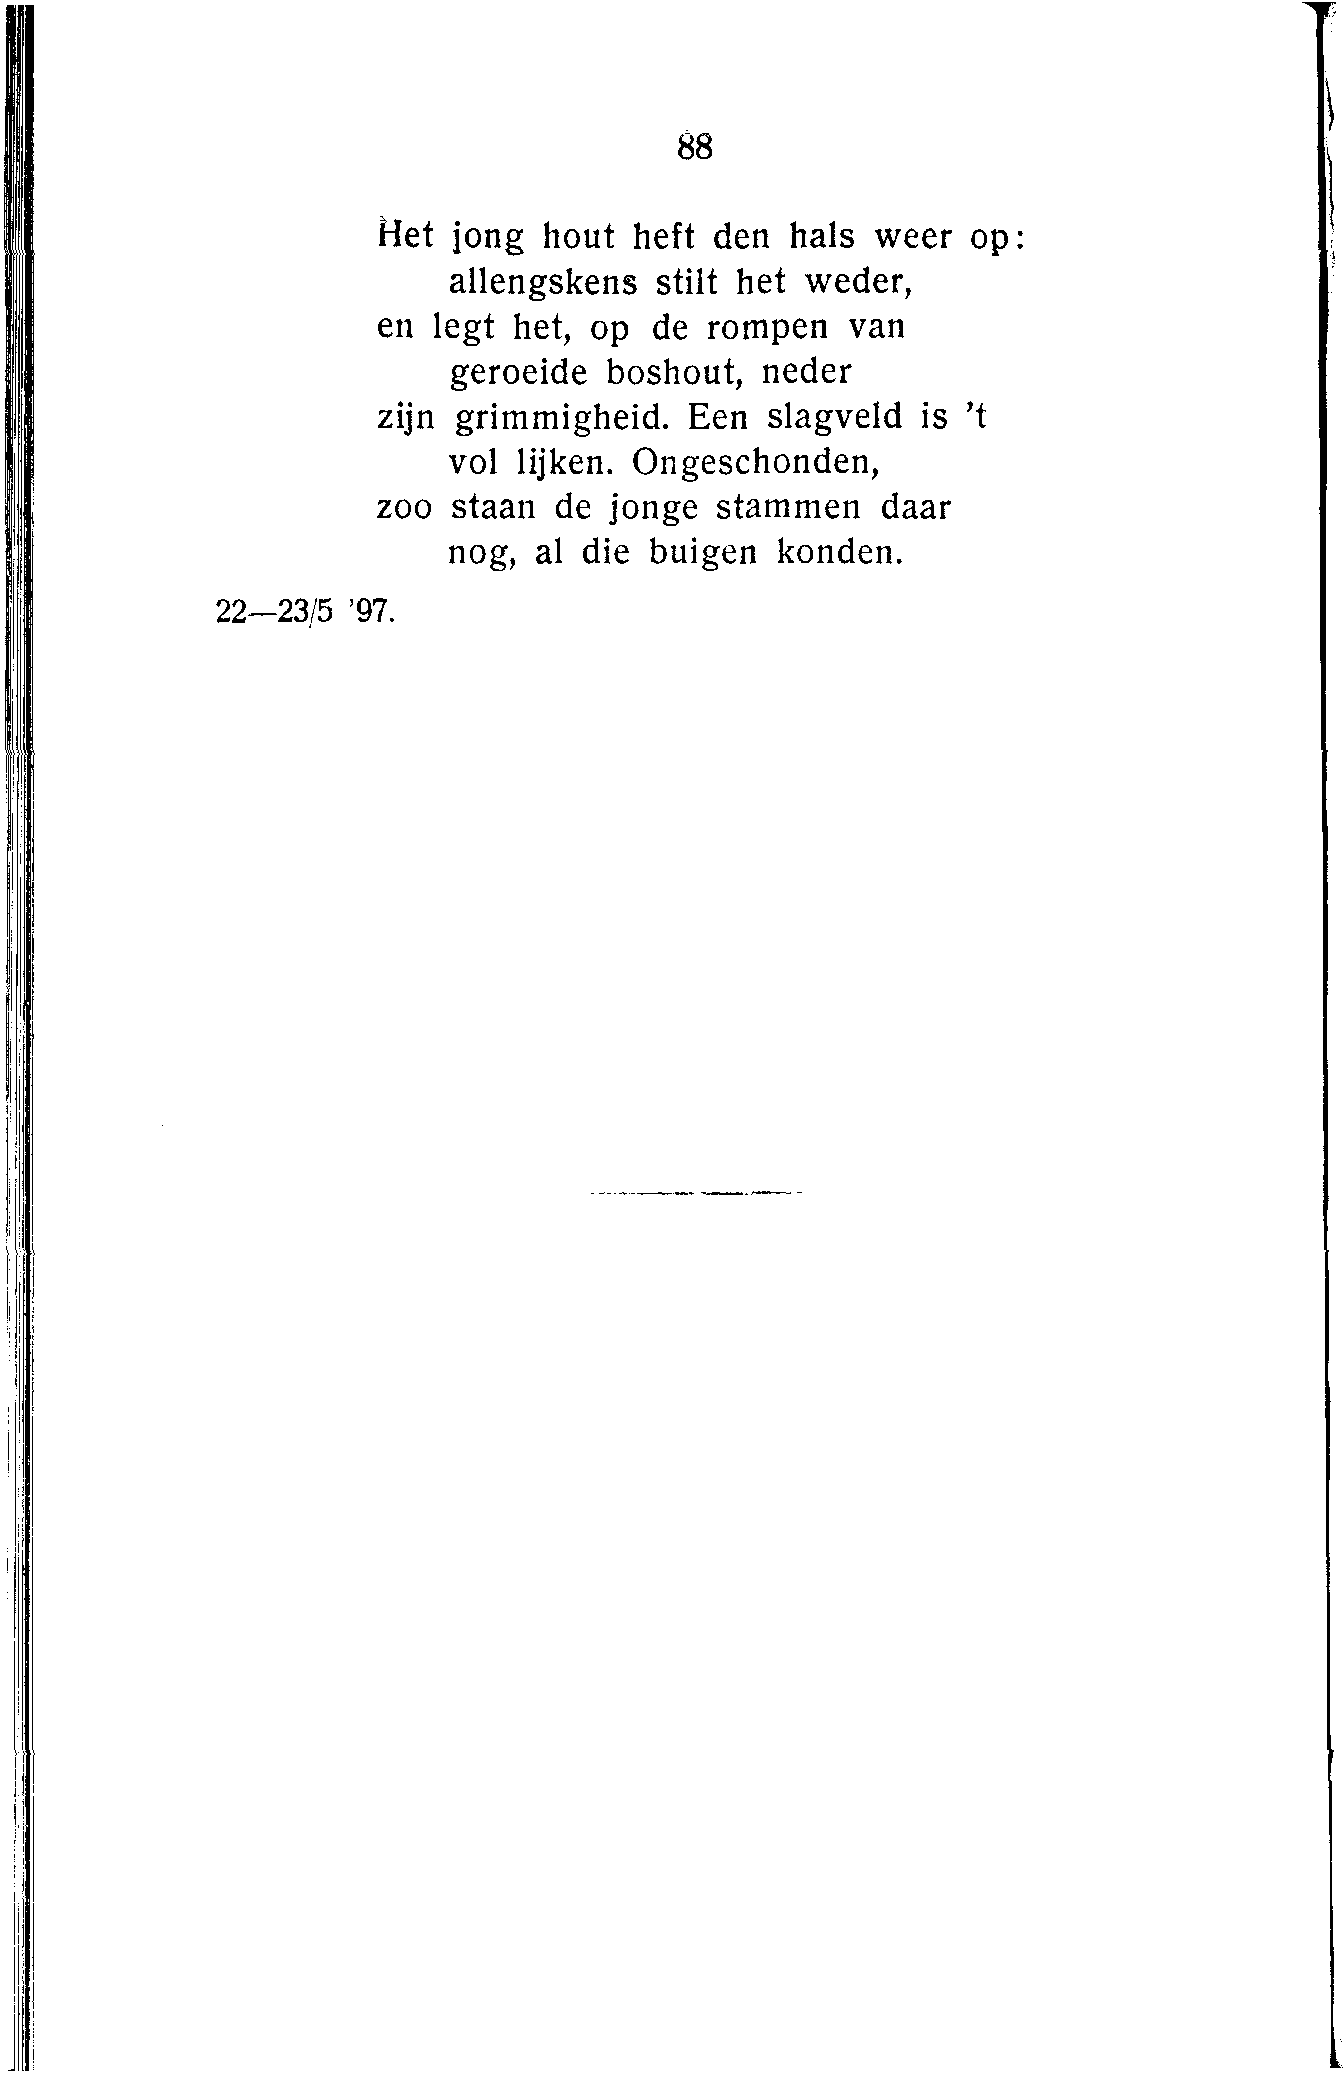 88
Het jong hout heft den hals weer op:
allengskens stilt het weder,
en legt het, op de rompen van
geroeide boshout, neder
zijn grimmigheid. Een slagveld is 't
vol lijken. Ongeschonden,
zoo staan de jonge stammen daar
nog, al die buigen konden.
22—23/5 '97.